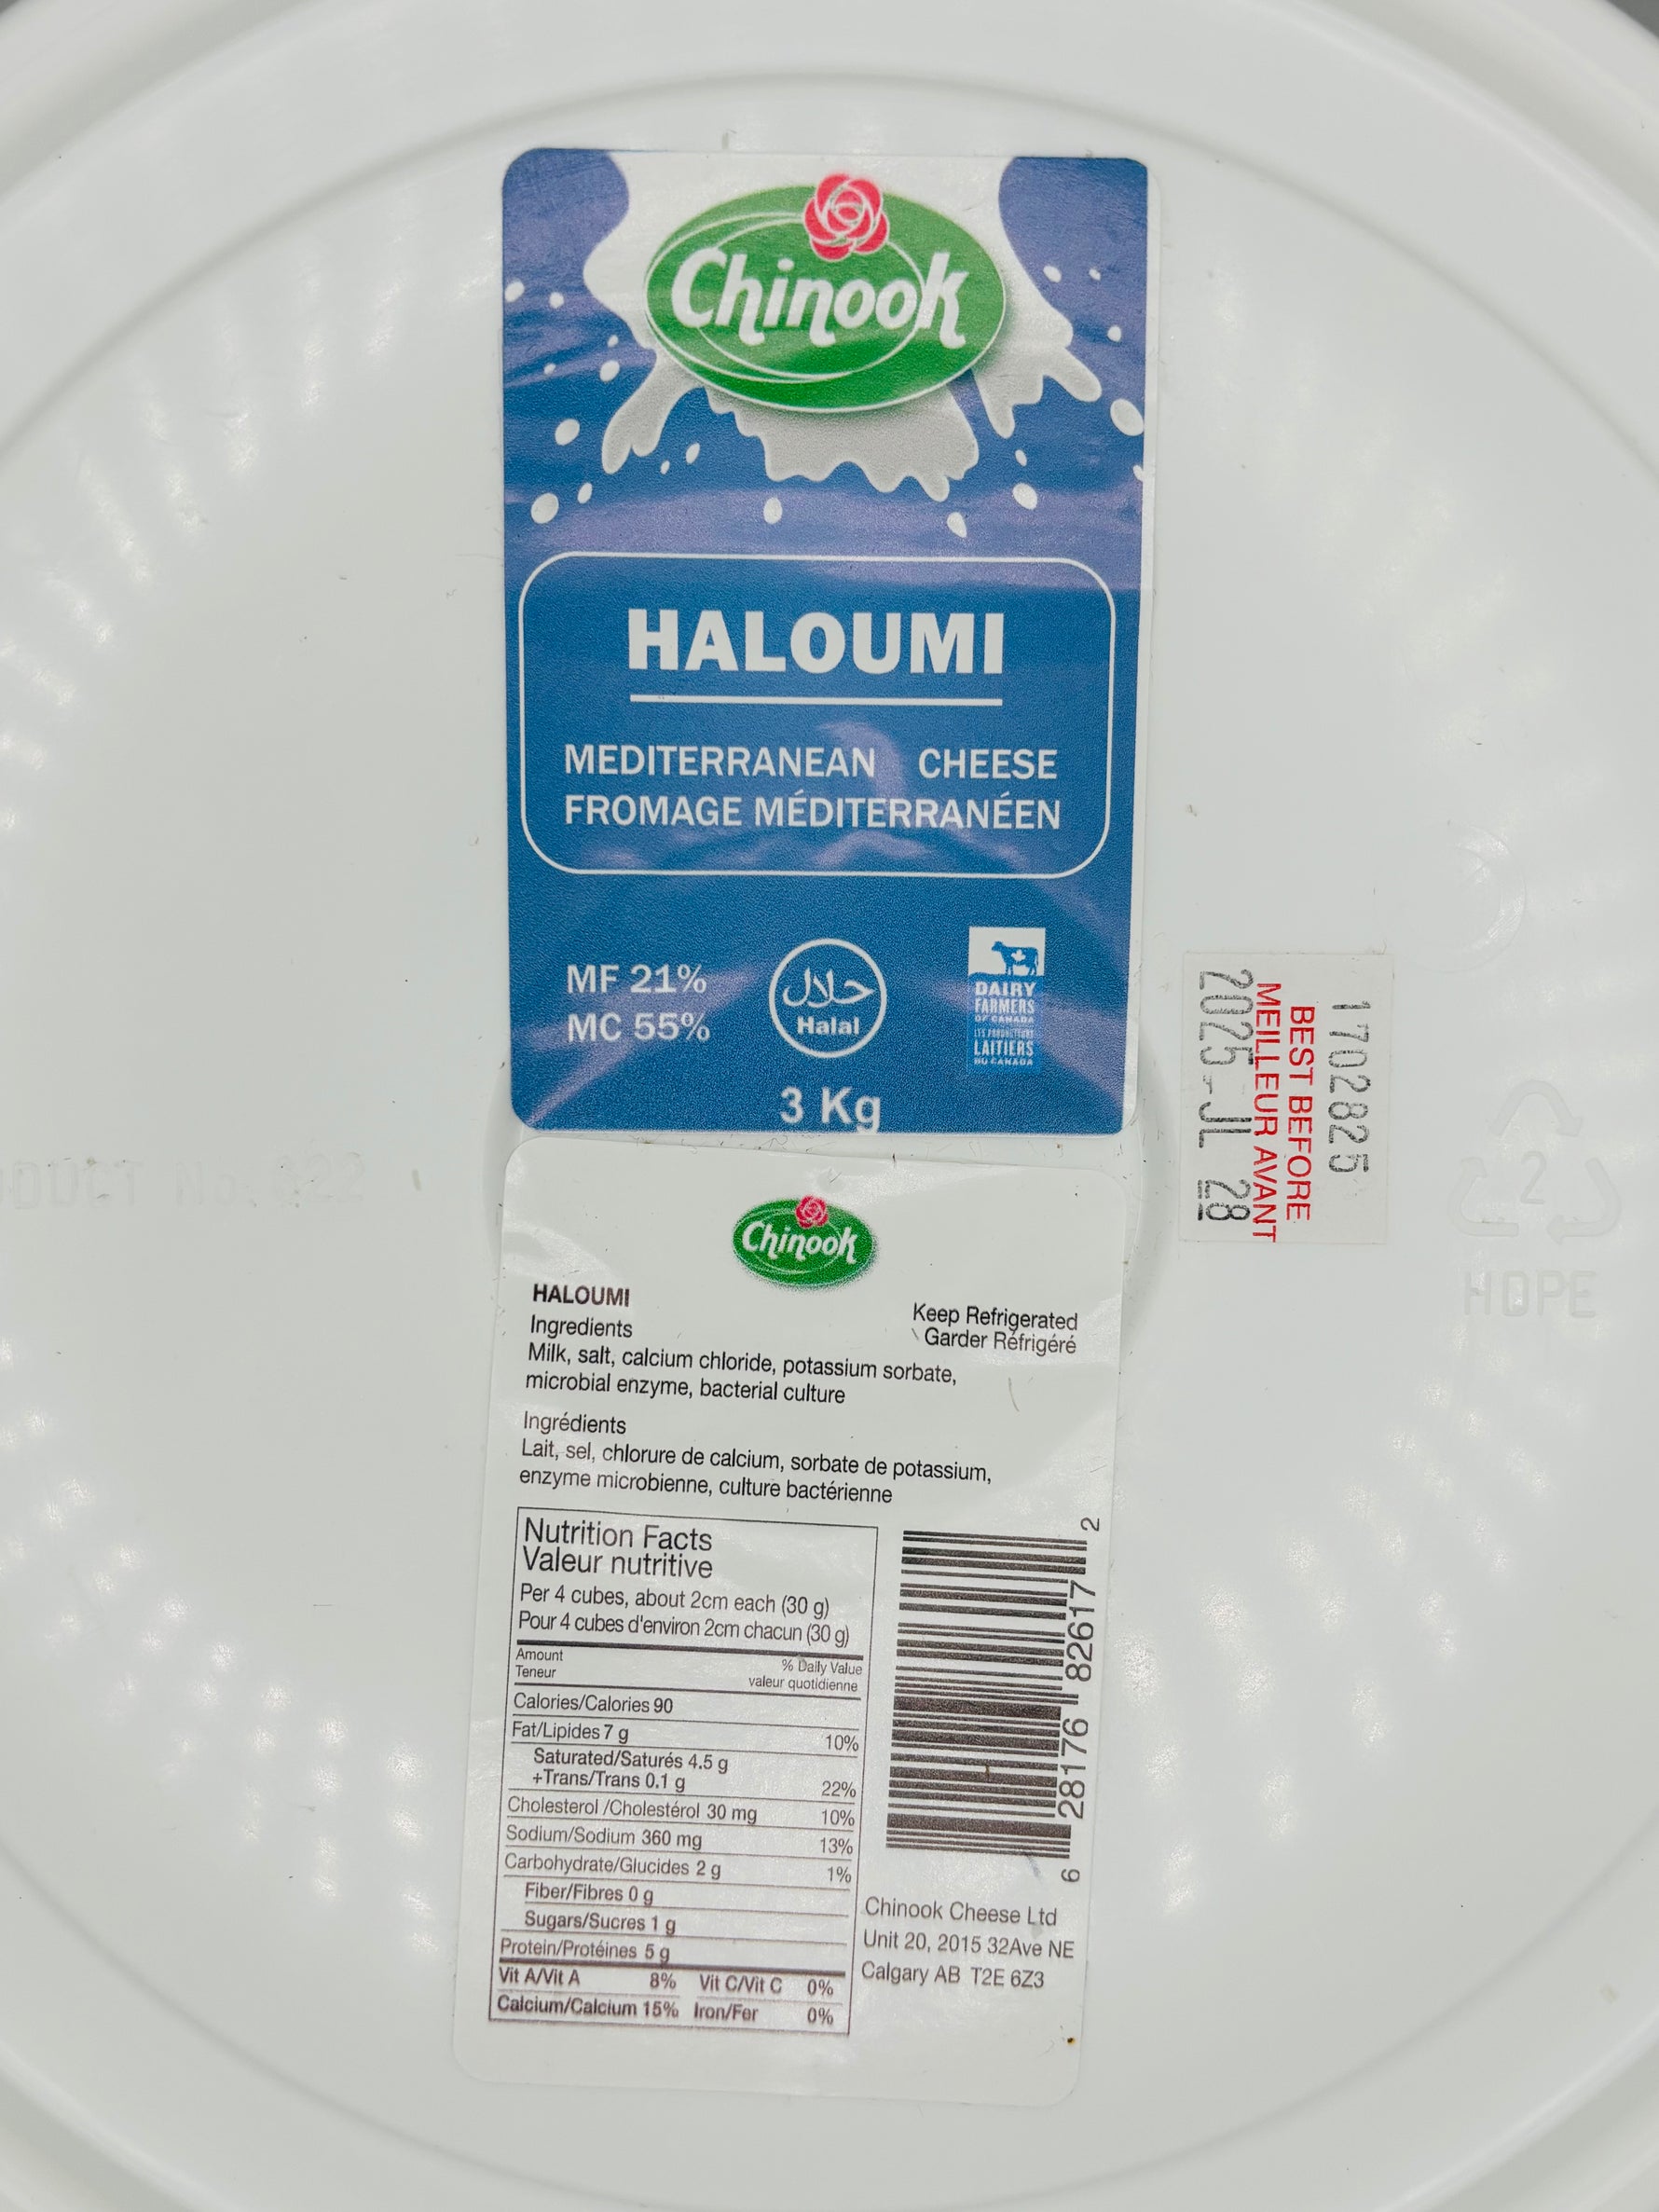 Chinook
HALOUMI
MEDITERRANEAN CHEESE
FROMAGE MÉDITERRANÉEN
MF 21%
MC 55%
حلال
Halal
DAIRY
FARMERS
OF CANADA
LES PRODUCTEURS
LAITIERS
DU CANADA
3 Kg
1702825
BEST BEFORE
MEILLEUR AVANT
2025-JL 28
2
HDPE
Chinook
HALOUMI
Keep Refrigerated
Garder Réfrigéré
Ingredients
Milk, salt, calcium chloride, potassium sorbate,
microbial enzyme, bacterial culture
Ingrédients
Lait, sel, chlorure de calcium, sorbate de potassium,
enzyme microbienne, culture bactérienne
Nutrition Facts
Valeur nutritive
Per 4 cubes, about 2cm each (30 g)
Pour 4 cubes d'environ 2cm chacun (30 g)
Amount
Teneur
% Daily Value
valeur quotidienne
Calories/Calories 90
Fat/Lipides 7 g 10%
Saturated/Saturés 4.5 g
+Trans/Trans 0.1 g 22%
Cholesterol /Cholestérol 30 mg 10%
Sodium/Sodium 360 mg 13%
Carbohydrate/Glucides 2 g 1%
Fiber/Fibres 0 g
Sugars/Sucres 1 g
Protein/Protéines 5 g
Vit A/Vit A 8% Vit C/Vit C 0%
Calcium/Calcium 15% Iron/Fer 0%
6 28176 82617 2
Chinook Cheese Ltd
Unit 20, 2015 32Ave NE
Calgary AB T2E 6Z3